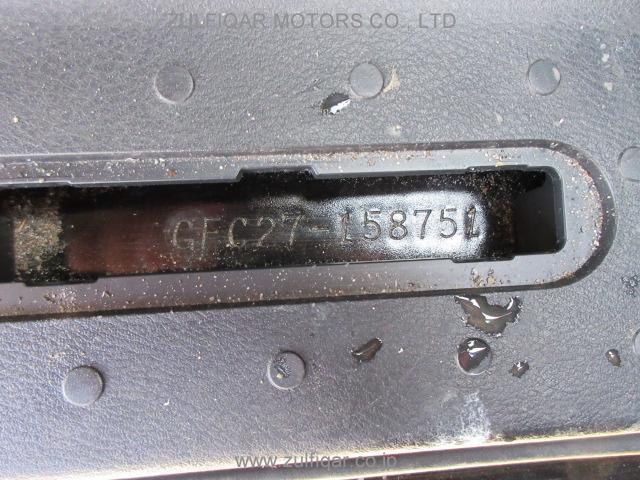 ZULFIQAR MOTORS CO . LTD
GFC27-158751
www.zulfiqar.co.jp